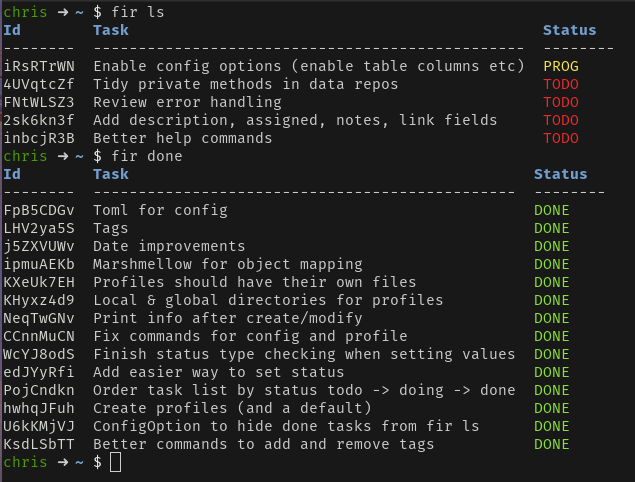 chris ➜ ~ $ fir ls
Id Task Status
-------- ------------------------------------------------ --------
iRsRTrWN Enable config options (enable table columns etc) PROG
4UVqtcZf Tidy private methods in data repos TODO
FNtWLSZ3 Review error handling TODO
2sk6kn3f Add description, assigned, notes, link fields TODO
inbcjR3B Better help commands TODO
chris ➜ ~ $ fir done
Id Task Status
-------- ----------------------------------------------- --------
FpB5CDGv Toml for config DONE
LHV2ya5S Tags DONE
j5ZXVUWv Date improvements DONE
ipmuAEKb Marshmellow for object mapping DONE
KXeUk7EH Profiles should have their own files DONE
KHyxz4d9 Local & global directories for profiles DONE
NeqTwGNv Print info after create/modify DONE
CCnnMuCN Fix commands for config and profile DONE
WcYJ8odS Finish status type checking when setting values DONE
edJYyRfi Add easier way to set status DONE
PojCndkn Order task list by status todo -> doing -> done DONE
hwhqJFuh Create profiles (and a default) DONE
U6kKMjVJ ConfigOption to hide done tasks from fir ls DONE
KsdLSbTT Better commands to add and remove tags DONE
chris ➜ ~ $